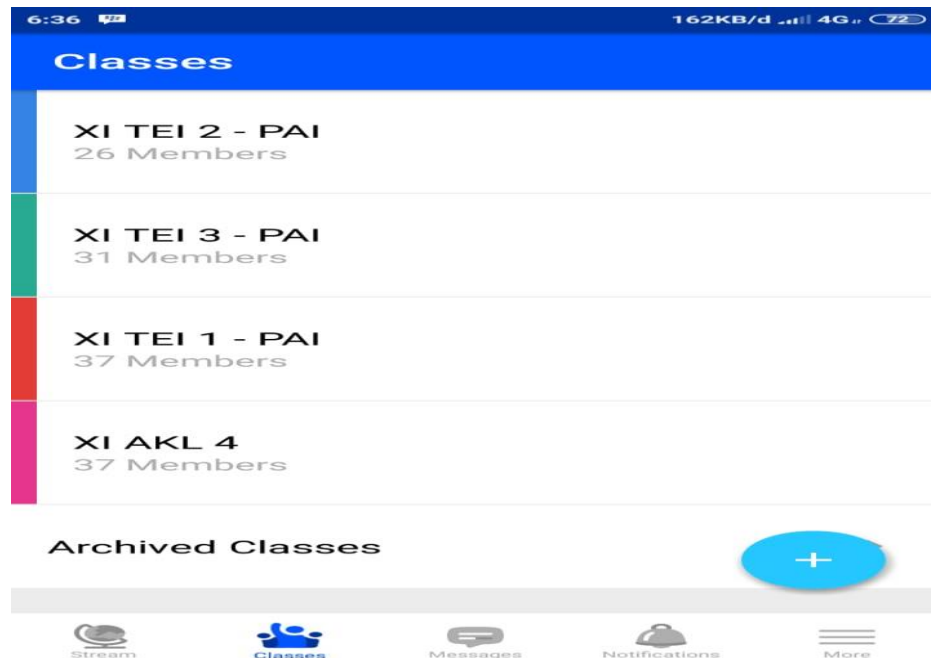 6:36 162KB/d 4G 72
Classes
XI TEI 2 - PAI
26 Members
XI TEI 3 - PAI
31 Members
XI TEI 1 - PAI
37 Members
XI AKL 4
37 Members
Archived Classes
+
Stream Classes Messages Notifications More